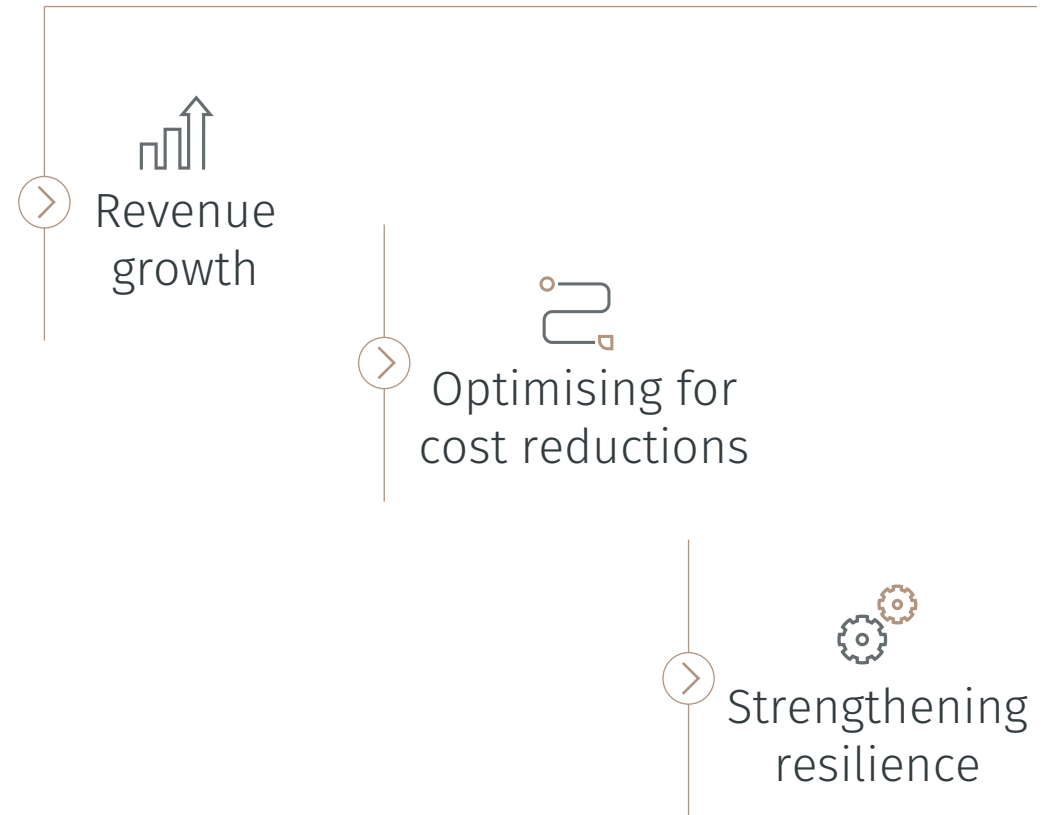 Revenue
growth
Optimising for
cost reductions
Strengthening
resilience